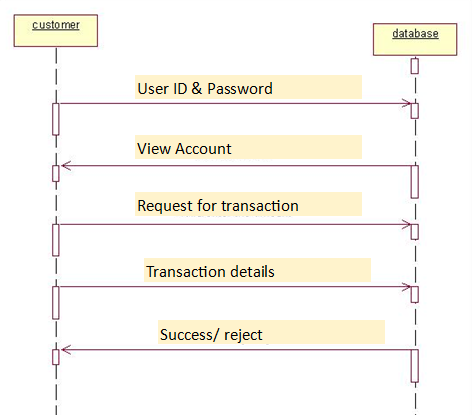 customer
database
User ID & Password
View Account
Request for transaction
Transaction details
Success/ reject